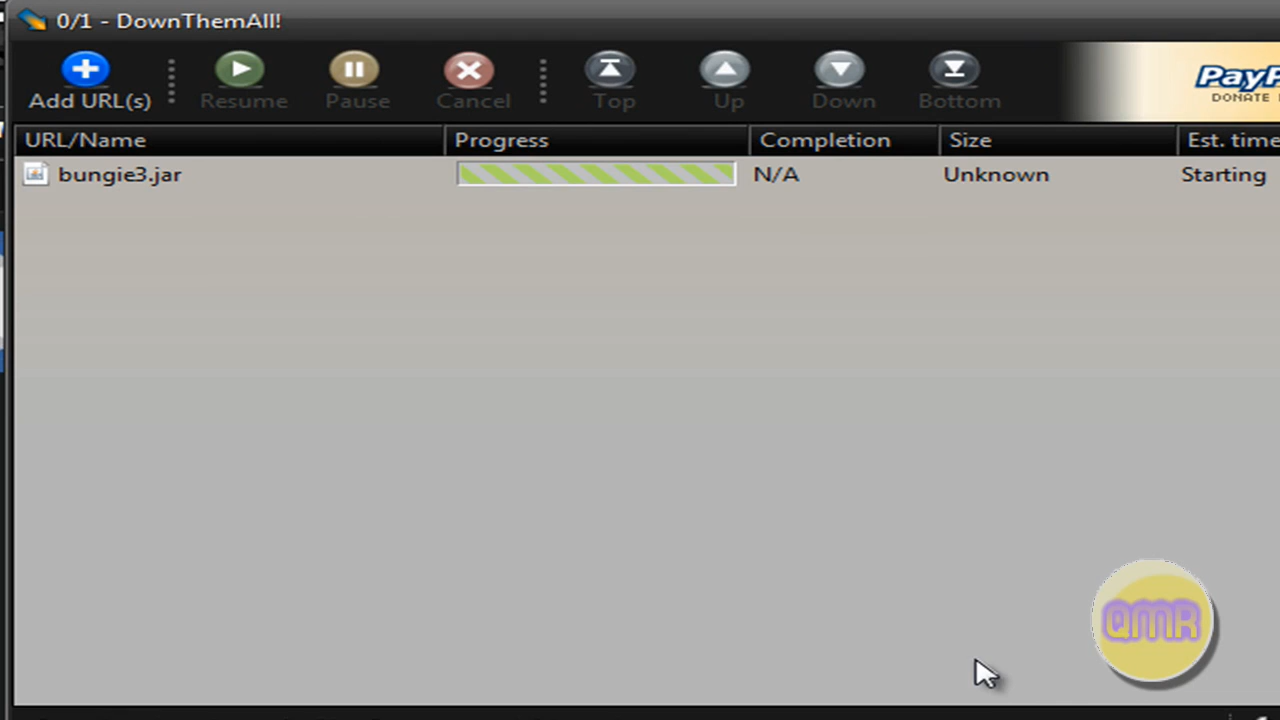 0/1 - DownThemAll!
Add URL(s) Resume Pause Cancel Top Up Down Bottom
DONATE
URL/Name Progress Completion Size Est. time
bungie3.jar N/A Unknown Starting
QMR